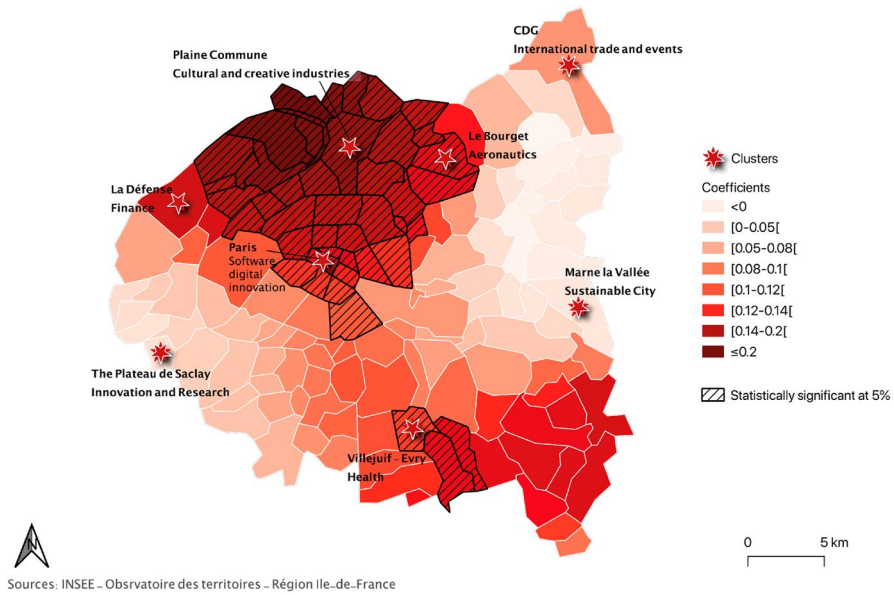 CDG
International trade and events
Plaine Commune
Cultural and creative industries
Le Bourget
Aeronautics
La Défense
Finance
Paris
Software
digital
innovation
Marne la Vallée
Sustainable City
The Plateau de Saclay
Innovation and Research
Villejuif – Evry
Health
Clusters
Coefficients
<0
[0-0.05[
[0.05-0.08[
[0.08-0.1[
[0.1-0.12[
[0.12-0.14[
[0.14-0.2[
≤0.2
Statistically significant at 5%
N
0 5 km
Sources: INSEE – Obsrvatoire des territoires – Région Ile-de-France